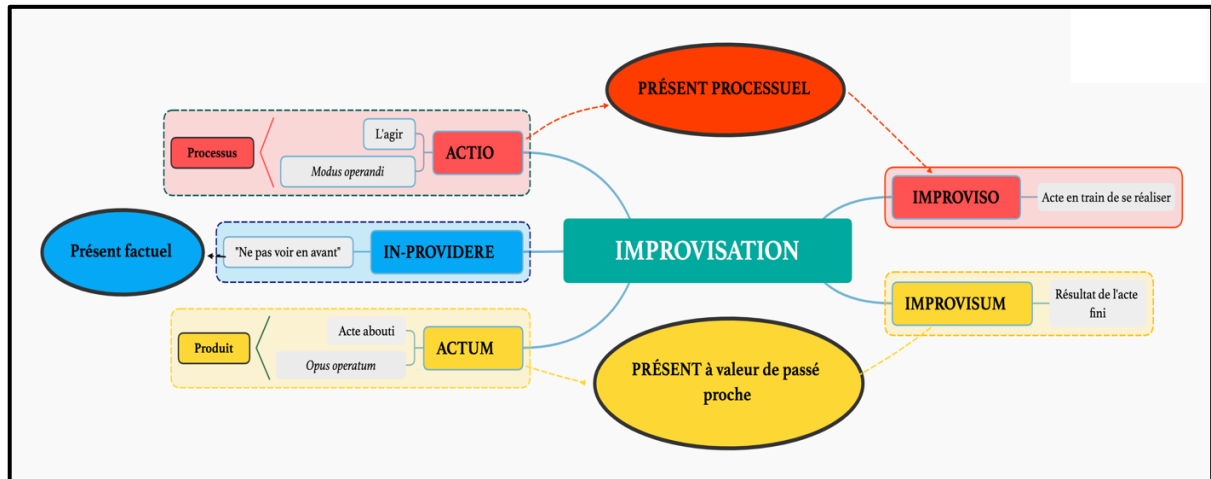 PRÉSENT PROCESSUEL
L'agir
Processus
ACTIO
Modus operandi
IMPROVISO
Acte en train de se réaliser
Présent factuel
"Ne pas voir en avant"
IN-PROVIDERE
IMPROVISATION
IMPROVISUM
Résultat de l'acte
fini
Acte abouti
Produit
ACTUM
Opus operatum
PRÉSENT à valeur de passé
proche